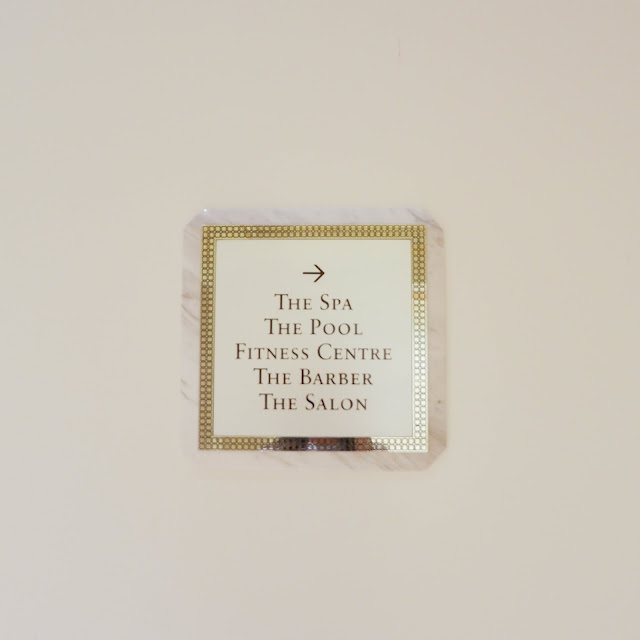 →
The Spa
The Pool
Fitness Centre
The Barber
The Salon